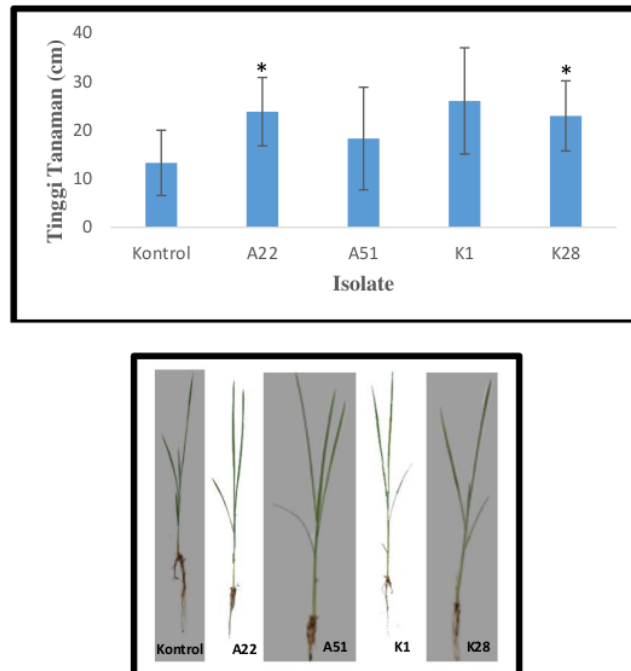 Tinggi Tanaman (cm)
40
30
20
10
0
*
*
Kontrol A22 A51 K1 K28
Isolate
Kontrol A22 A51 K1 K28